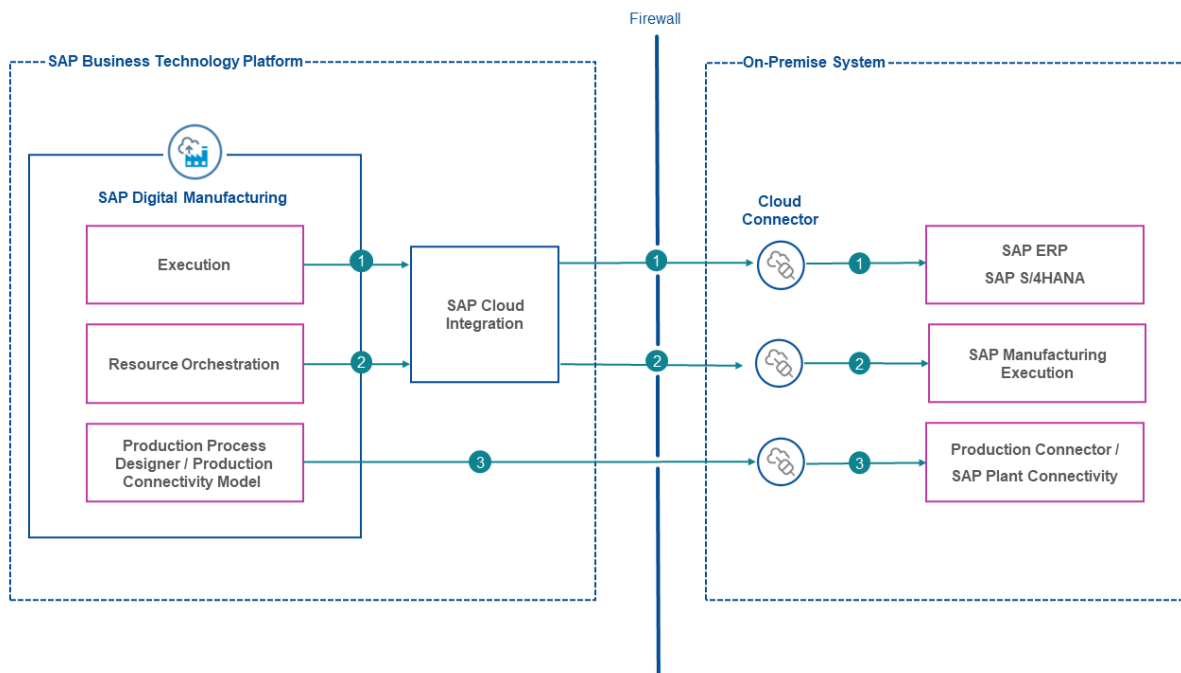 Firewall
SAP Business Technology Platform
On-Premise System
SAP Digital Manufacturing
Cloud
Connector
Execution
1
SAP Cloud
Integration
1
1
SAP ERP
SAP S/4HANA
Resource Orchestration
2
2
2
SAP Manufacturing
Execution
Production Process
Designer / Production
Connectivity Model
3
3
Production Connector /
SAP Plant Connectivity